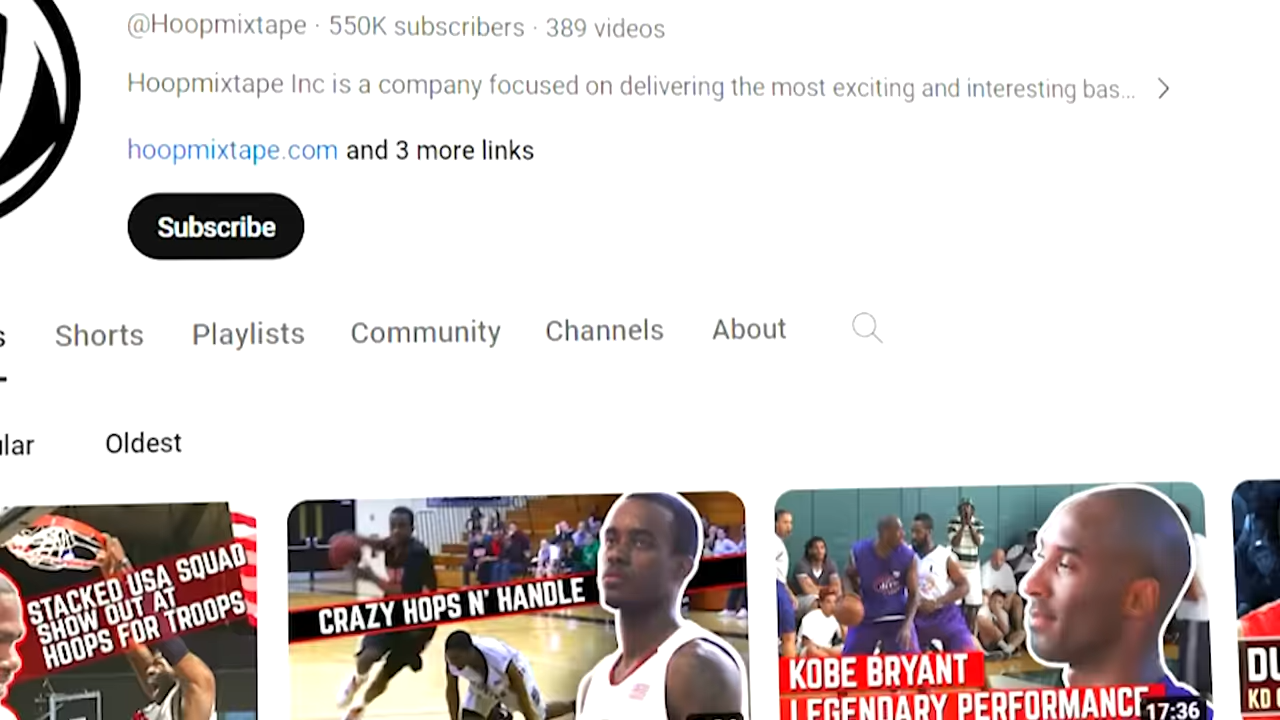 @Hoopmixtape · 550K subscribers · 389 videos
Hoopmixtape Inc is a company focused on delivering the most exciting and interesting bas...
hoopmixtape.com and 3 more links
Subscribe
Shorts Playlists Community Channels About
Oldest
STACKED USA SQUAD
SHOW OUT AT
HOOPS FOR TROOPS
CRAZY HOPS N' HANDLE
KOBE BRYANT
LEGENDARY PERFORMANCE
17:36